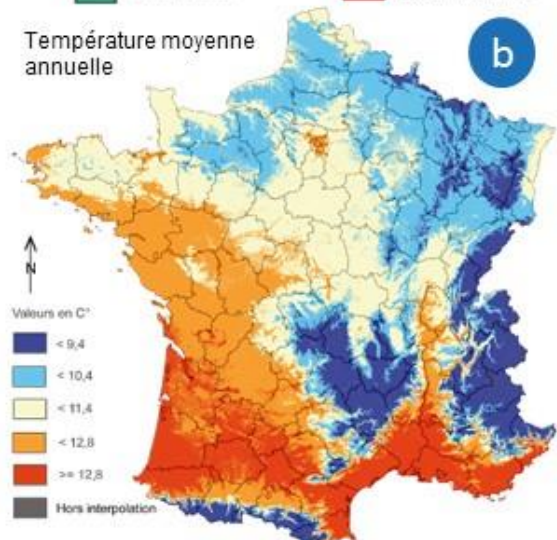 Température moyenne
annuelle
b
N
Valeurs en C°
< 9,4
< 10,4
< 11,4
< 12,8
>= 12,8
Hors interpolation